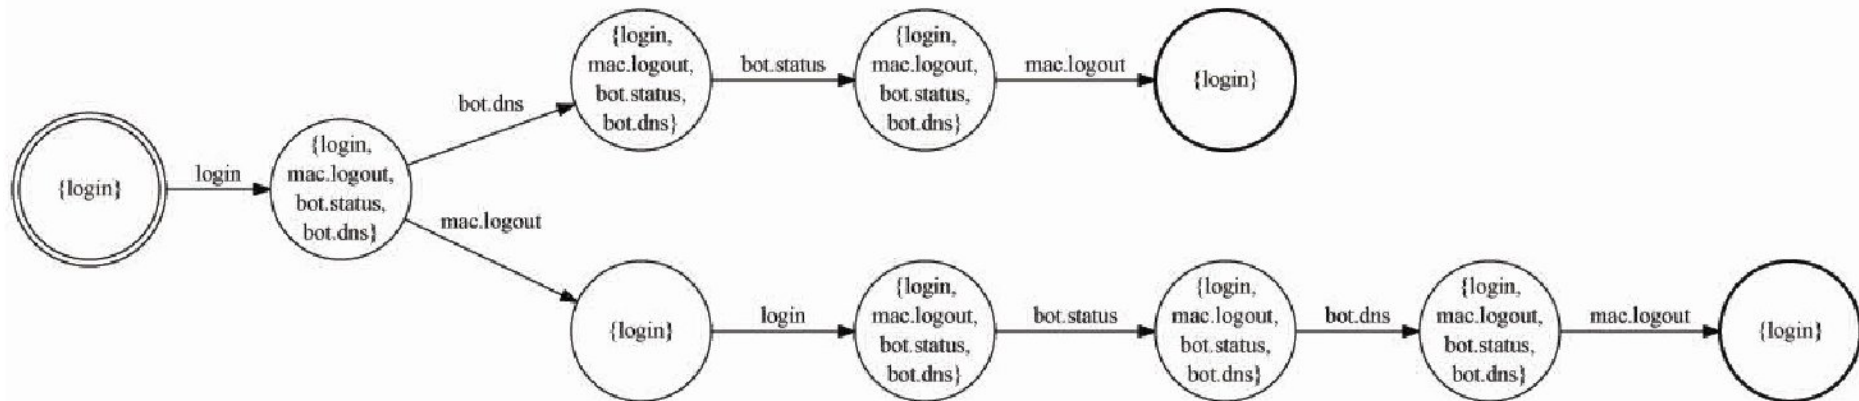 {login}
login
{login,
mac.logout,
bot.status,
bot.dns}
bot.dns
{login,
mac.logout,
bot.status,
bot.dns}
bot.status
{login,
mac.logout,
bot.status,
bot.dns}
mac.logout
{login}
mac.logout
{login}
login
{login,
mac.logout,
bot.status,
bot.dns}
bot.status
{login,
mac.logout,
bot.status,
bot.dns}
bot.dns
{login,
mac.logout,
bot.status,
bot.dns}
mac.logout
{login}